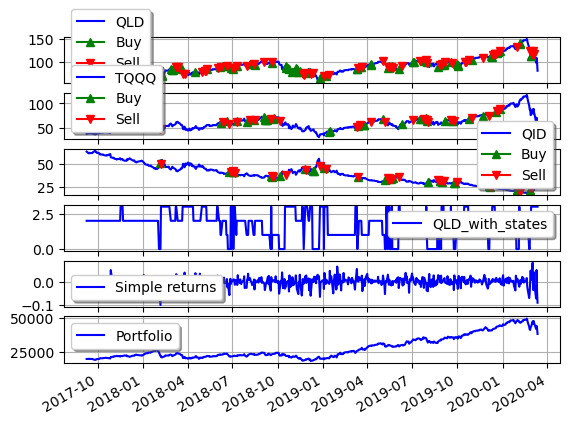 QLD
Buy
Sell
150
100
TQQQ
Buy
Sell
100
50
QID
Buy
Sell
50
25
QLD_with_states
2.5
0.0
Simple returns
0.0
−0.1
Portfolio
50000
25000
2017-10
2018-01
2018-04
2018-07
2018-10
2019-01
2019-04
2019-07
2019-10
2020-01
2020-04